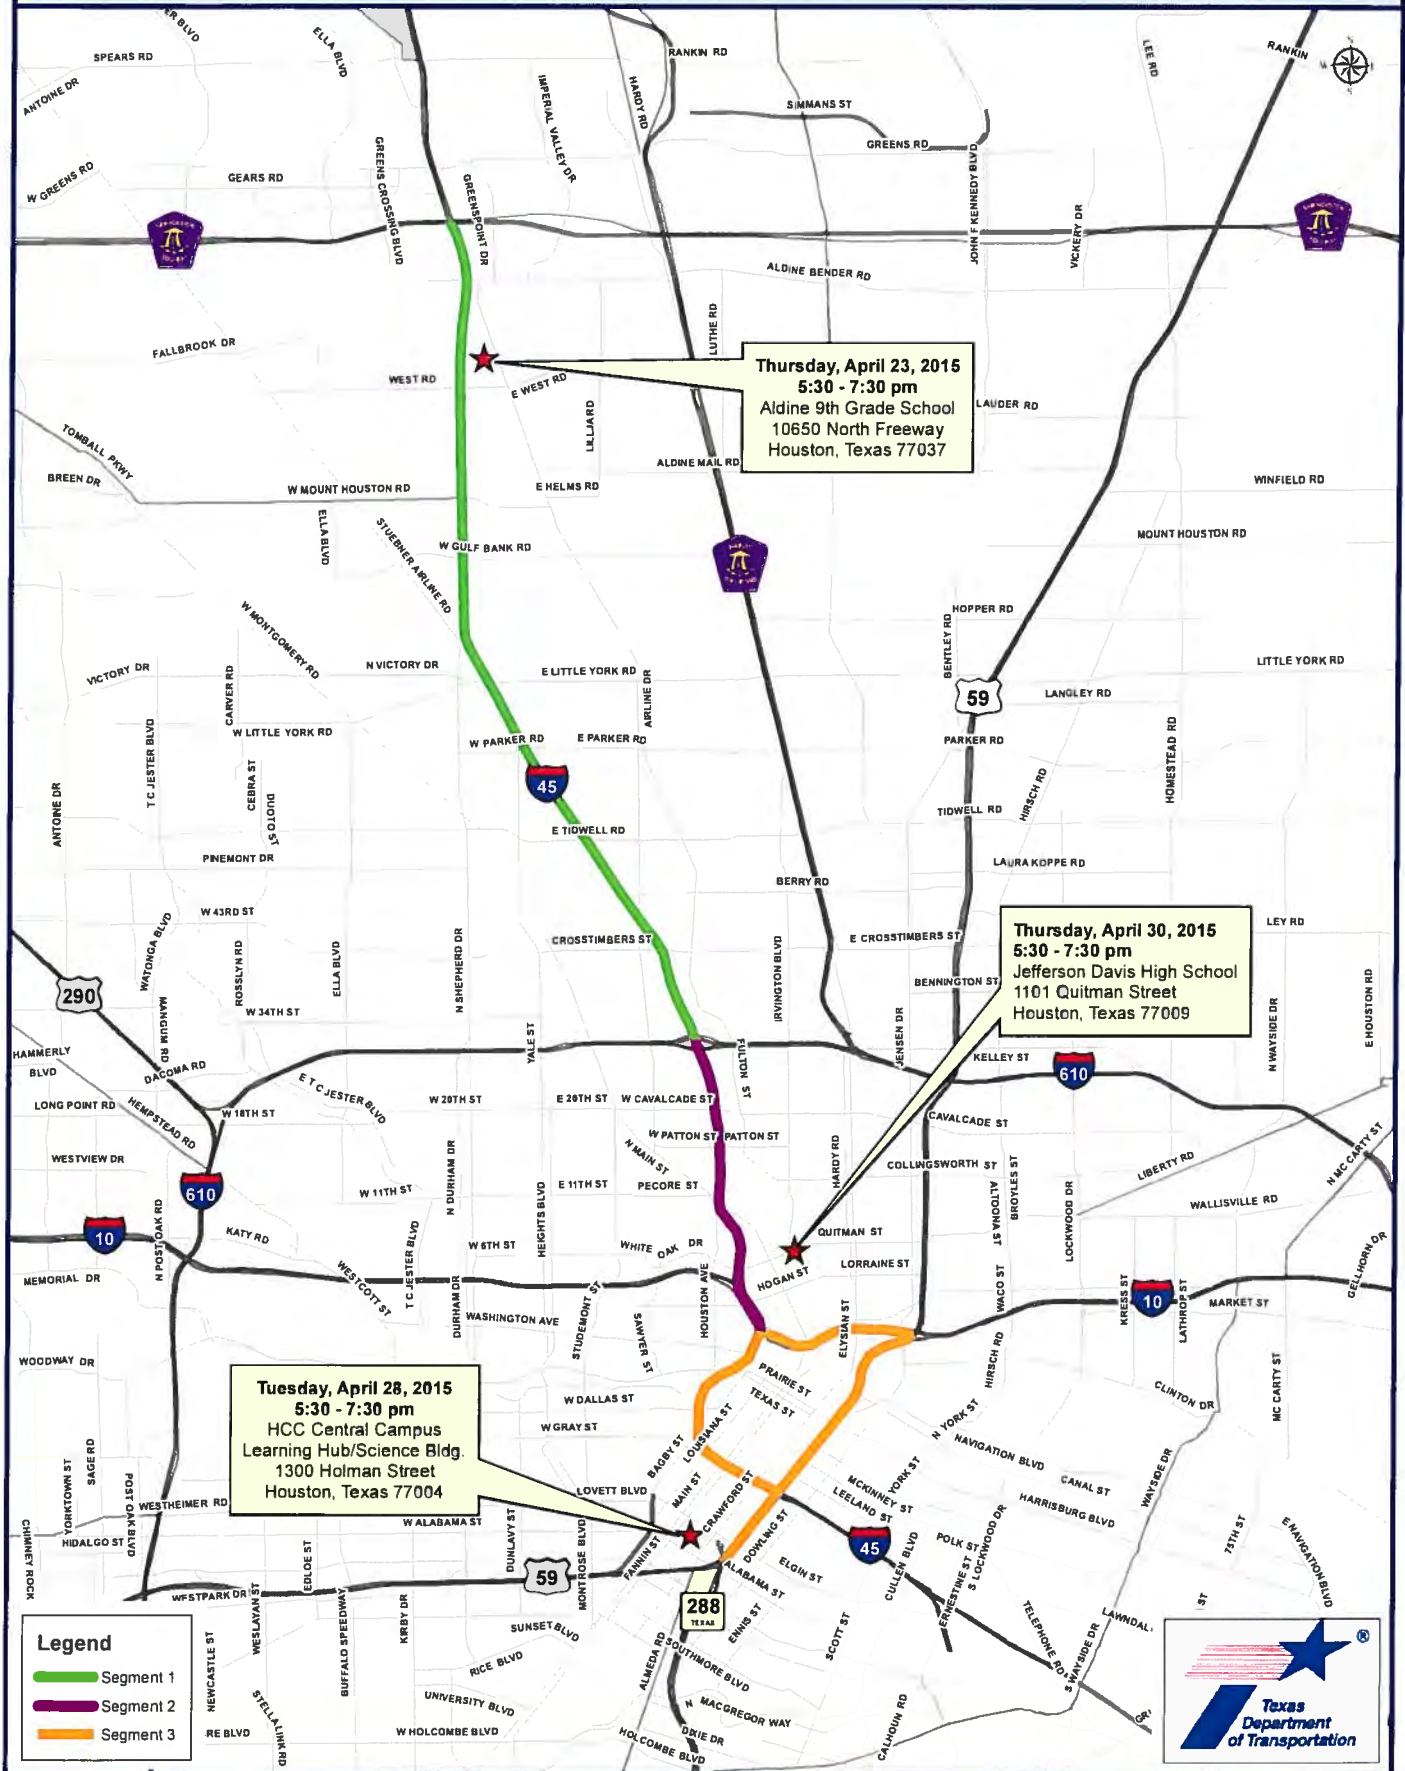 ELLA BLVD
SPEARS RD
ANTOINE DR
IMPERIAL VALLEY DR
HARDY RD
RANKIN RD
SIMMANS ST
GREENS RD
LEE RD
RANKIN
W GREENS RD
GEARS RD
GREENS CROSSING BLVD
GREENSPOINT DR
JOHN F KENNEDY BLVD
VICKERY DR
ALDINE BENDER RD
LUTHE RD
FALLBROOK DR
WEST RD
E WEST RD
LILLJARD
Thursday, April 23, 2015
5:30 - 7:30 pm
Aldine 9th Grade School
10650 North Freeway
Houston, Texas 77037
LAUDER RD
TOMBALL PKWY
BREEN DR
W MOUNT HOUSTON RD
E HELMS RD
ALDINE MAIL RD
WINFIELD RD
ELLA BLVD
STUEBNER AIRLINE RD
W GULF BANK RD
MOUNT HOUSTON RD
W MONTGOMERY RD
HOPPER RD
BENTLEY RD
VICTORY DR
CARVER RD
N VICTORY DR
E LITTLE YORK RD
AIRLINE DR
LITTLE YORK RD
59
LANGLEY RD
T C JESTER BLVD
W LITTLE YORK RD
W PARKER RD
E PARKER RD
PARKER RD
HOMESTEAD RD
45
ANTOINE DR
CEBRA ST
DUOTO ST
HIRSCH RD
TIDWELL RD
E TIDWELL RD
PINEMONT DR
LAURA KOPPE RD
BERRY RD
W 43RD ST
WATONGA BLVD
ROSSLYN RD
ELLA BLVD
N SHEPHERD DR
CROSSTIMBERS ST
IRVINGTON BLVD
E CROSSTIMBERS ST
Thursday, April 30, 2015
5:30 - 7:30 pm
Jefferson Davis High School
1101 Quitman Street
Houston, Texas 77009
LEY RD
290
BENNINGTON ST
MANGUM RD
W 34TH ST
YALE ST
JENSEN DR
N WAYSIDE DR
E HOUSTON RD
HAMMERLY
BLVD
DACOMA RD
FULTON ST
KELLEY ST
610
LONG POINT RD
HEMPSTEAD RD
W 18TH ST
E T C JESTER BLVD
W 20TH ST
E 20TH ST
W CAVALCADE ST
CAVALCADE ST
WESTVIEW DR
N DURHAM DR
N MAIN ST
W PATTON ST
PATTON ST
HARDY RD
COLLINGSWORTH ST
LIBERTY RD
N MC CARTY ST
610
W 11TH ST
E 11TH ST
PECORE ST
ALTOONA ST
BROYLES ST
LOCKWOOD DR
WALLISVILLE RD
10
N POST OAK RD
KATY RD
T C JESTER BLVD
W 6TH ST
HEIGHTS BLVD
WHITE OAK DR
QUITMAN ST
LORRAINE ST
GELLHORN DR
MEMORIAL DR
WESTCOTT ST
DURHAM DR
WASHINGTON AVE
STUDEMONT ST
SAWYER ST
HOUSTON AVE
HOGAN ST
ELYSIAN ST
WACO ST
KRESS ST
10
LATHROP ST
MARKET ST
WOODWAY DR
HIRSCH RD
MC CARTY ST
PRAIRIE ST
TEXAS ST
Tuesday, April 28, 2015
5:30 - 7:30 pm
HCC Central Campus
Learning Hub/Science Bldg.
1300 Holman Street
Houston, Texas 77004
W DALLAS ST
W GRAY ST
CLINTON DR
BAGBY ST
LOUISIANA ST
N YORK ST
NAVIGATION BLVD
SAGE RD
YORKTOWN ST
POST OAK BLVD
WESTHEIMER RD
LOVETT BLVD
MAIN ST
CRAWFORD ST
MCKINNEY ST
YORK ST
LEELAND ST
CANAL ST
HARRISBURG BLVD
WAYSIDE DR
CHIMNEY ROCK
HIDALGO ST
W ALABAMA ST
DUNLAVY ST
MONTROSE BLVD
FANNIN ST
DOWLING ST
45
CULLEN BLVD
POLK ST
S LOCKWOOD DR
75TH ST
E NAVIGATION BLVD
EDLOE ST
59
ALABAMA ST
ELGIN ST
ERNESTINE ST
WESTPARK DR
WESLAYAN ST
BUFFALO SPEEDWAY
KIRBY DR
288
TEXAS
ENNIS ST
SCOTT ST
TELEPHONE RD
LAWNDAL
ST
Legend
Segment 1
Segment 2
Segment 3
NEWCASTLE ST
SUNSET BLVD
RICE BLVD
ALMEDA RD
SOUTHMORE BLVD
S WAYSIDE DR
STELLA LINK RD
UNIVERSITY BLVD
N MACGREGOR WAY
CALHOUN RD
RE BLVD
W HOLCOMBE BLVD
HOLCOMBE BLVD
DIXIE DR
®
Texas
Department
of Transportation